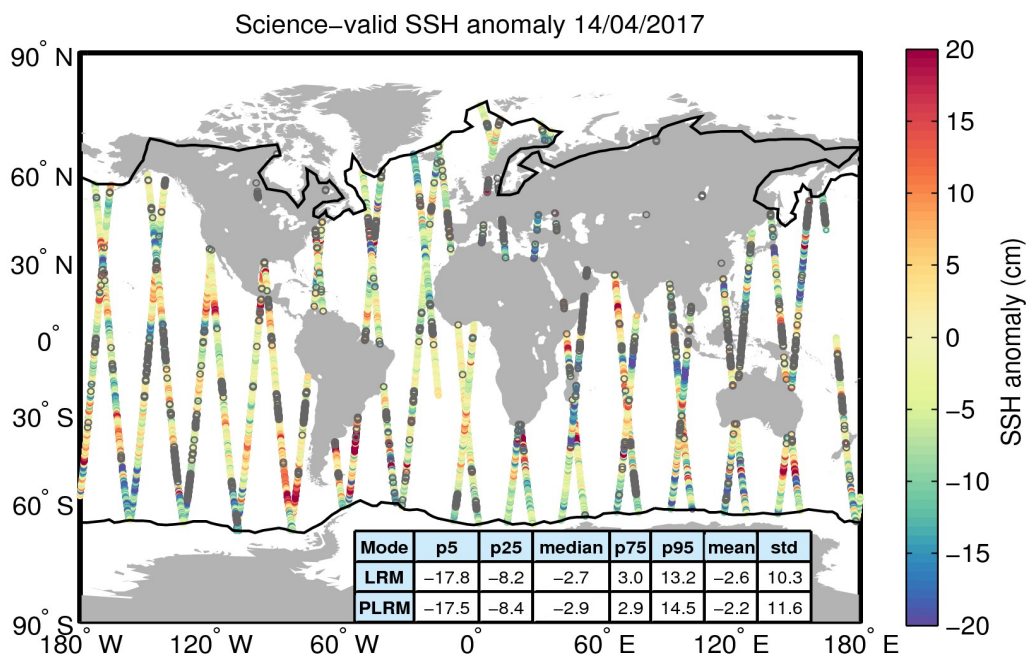 Science−valid SSH anomaly 14/04/2017
90° N
60° N
30° N
0°
30° S
60° S
90° S
180° W
120° W
60° W
0°
60° E
120° E
180° E
Mode p5 p25 median p75 p95 mean std
LRM −17.8 −8.2 −2.7 3.0 13.2 −2.6 10.3
PLRM −17.5 −8.4 −2.9 2.9 14.5 −2.2 11.6
20
15
10
5
0
−5
−10
−15
−20
SSH anomaly (cm)